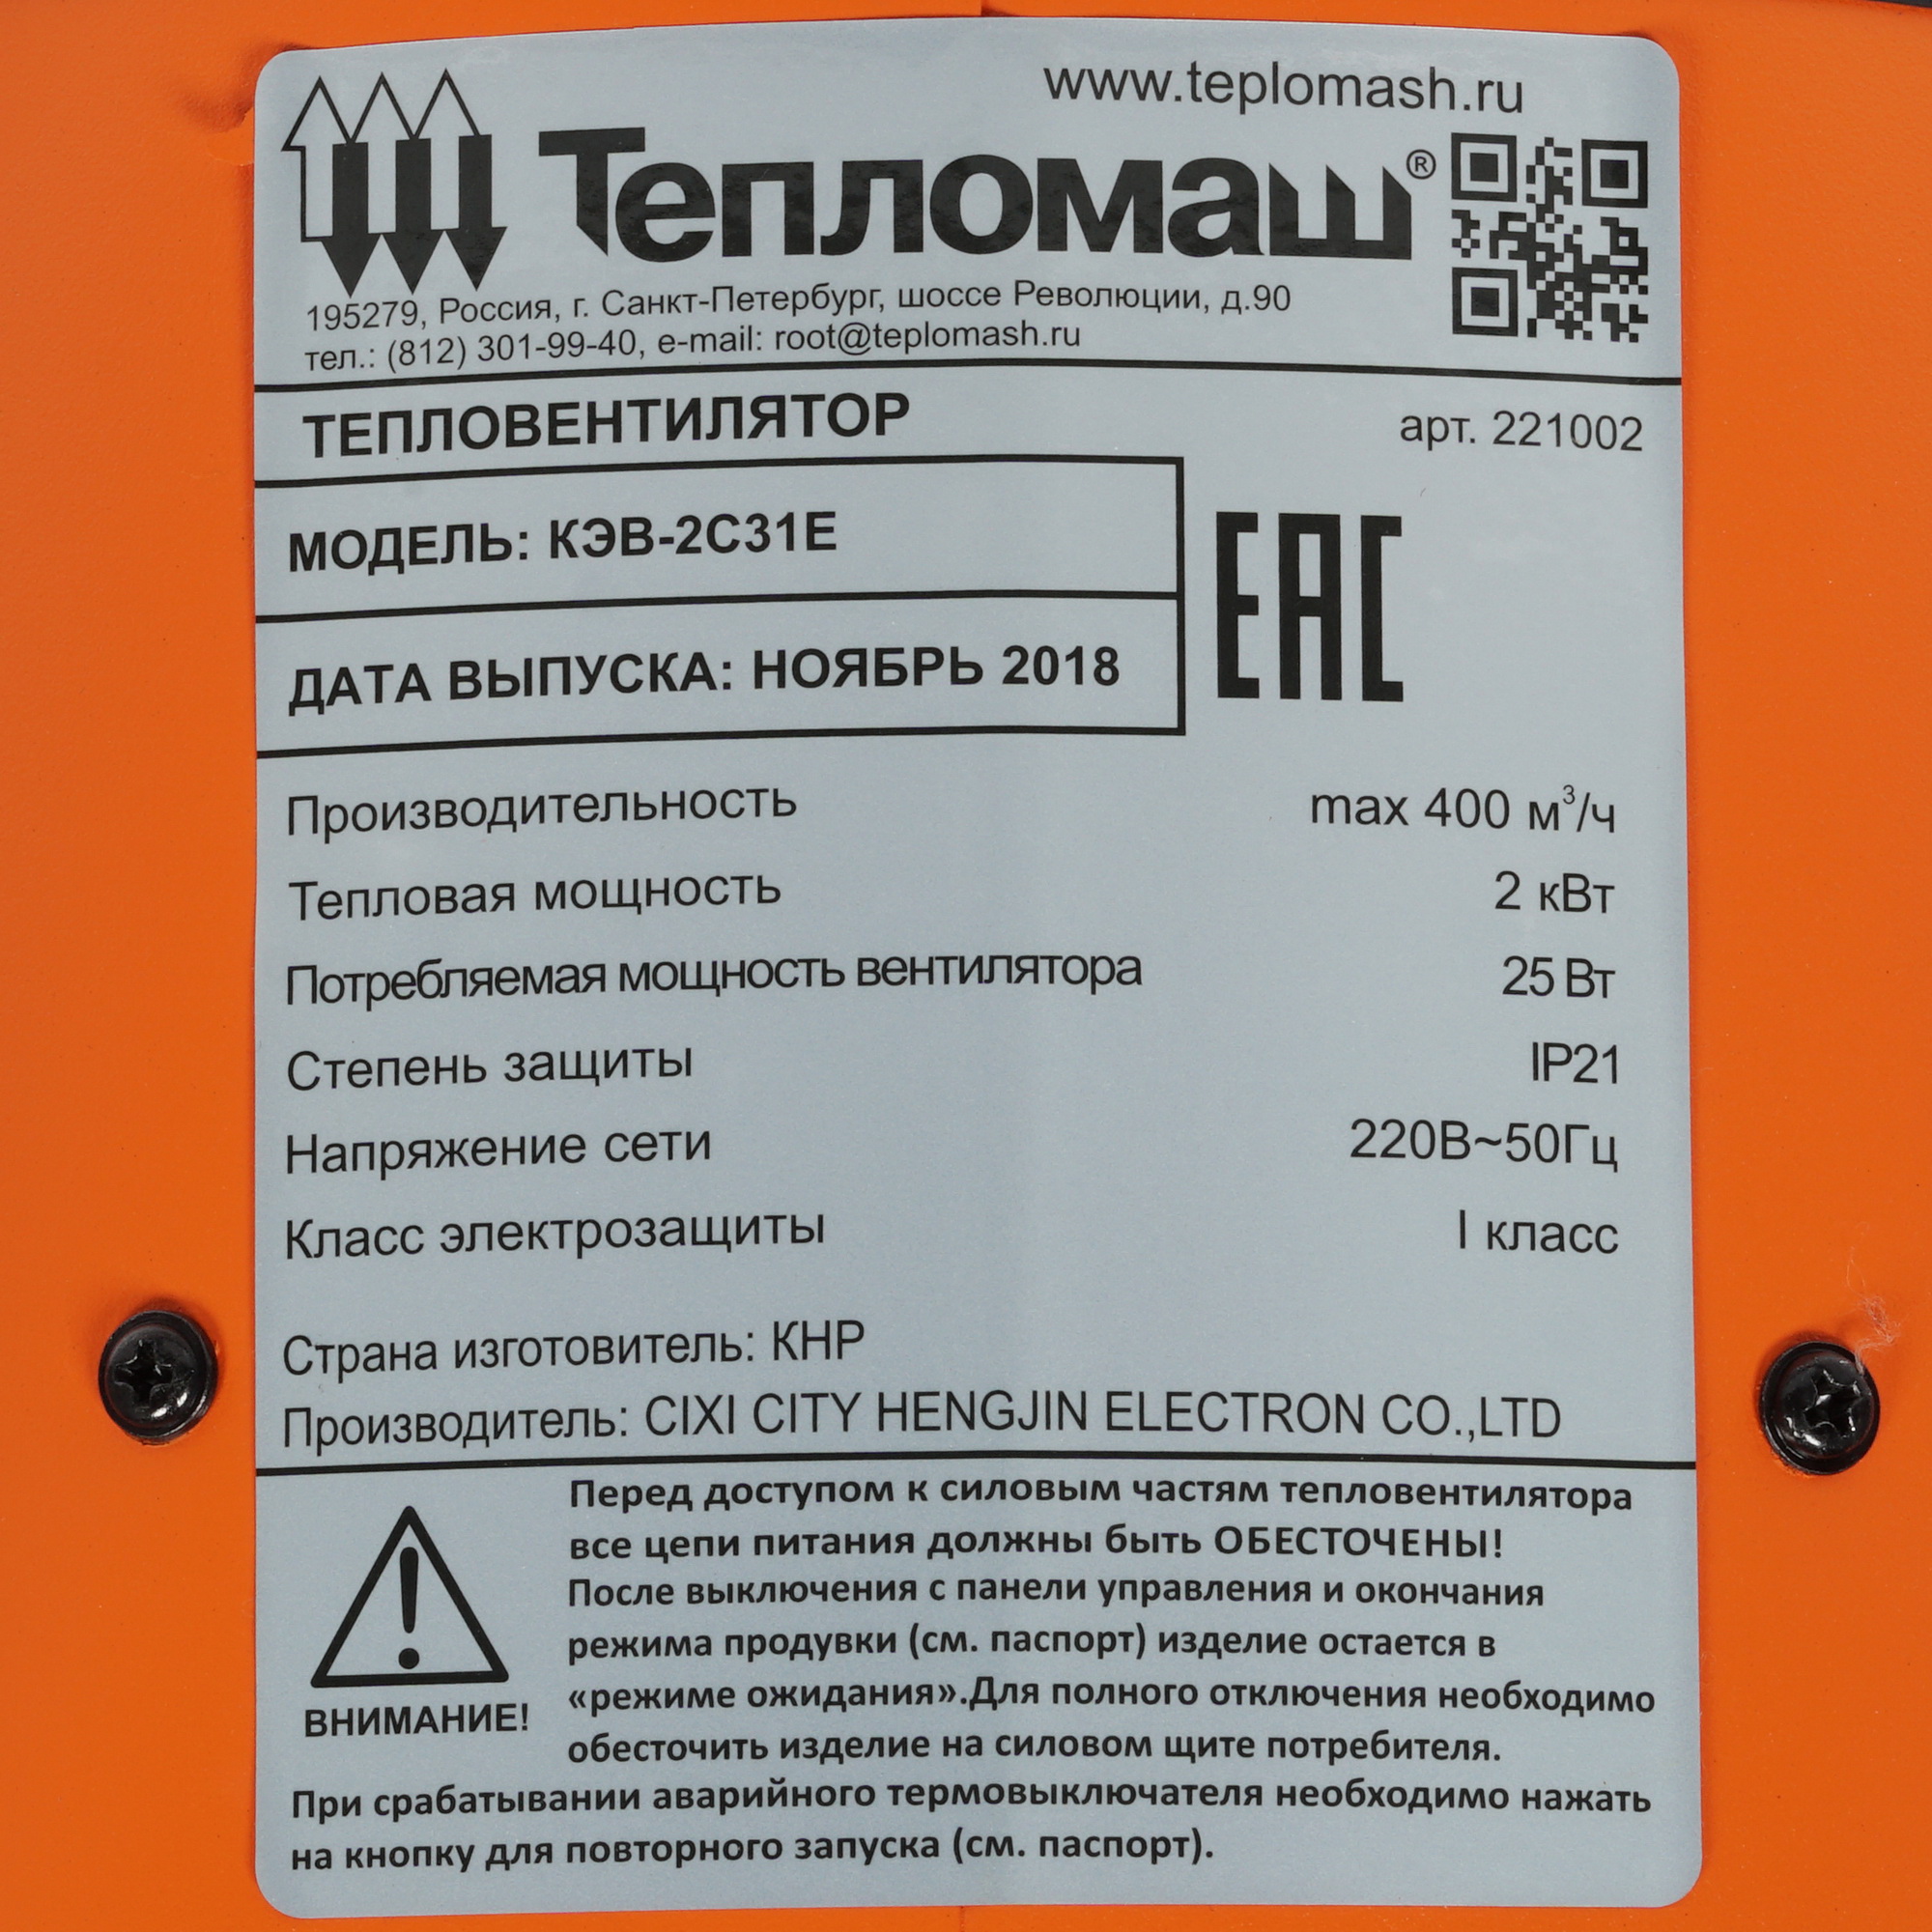 www.teplomash.ru
Тепломаш®
195279, Россия, г. Санкт-Петербург, шоссе Революции, д.90
тел.: (812) 301-99-40, e-mail: root@teplomash.ru
ТЕПЛОВЕНТИЛЯТОР арт. 221002
МОДЕЛЬ: КЭВ-2С31Е
EAC
ДАТА ВЫПУСКА: НОЯБРЬ 2018
Производительность max 400 м³/ч
Тепловая мощность 2 кВт
Потребляемая мощность вентилятора 25 Вт
Степень защиты IP21
Напряжение сети 220В~50Гц
Класс электрозащиты I класс
Страна изготовитель: КНР
Производитель: CIXI CITY HENGJIN ELECTRON CO.,LTD
Перед доступом к силовым частям тепловентилятора
все цепи питания должны быть ОБЕСТОЧЕНЫ!
После выключения с панели управления и окончания
режима продувки (см. паспорт) изделие остается в
«режиме ожидания».Для полного отключения необходимо
ВНИМАНИЕ!
обесточить изделие на силовом щите потребителя.
При срабатывании аварийного термовыключателя необходимо нажать
на кнопку для повторного запуска (см. паспорт).